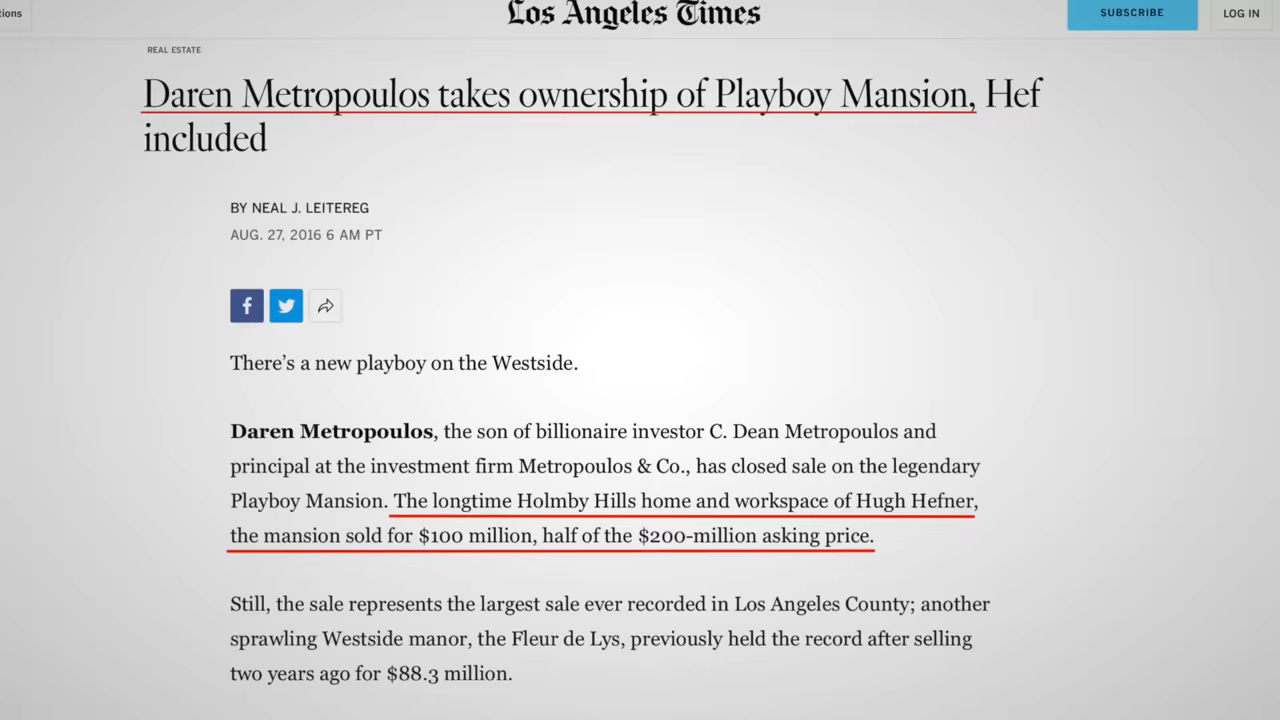 Los Angeles Times
tions
SUBSCRIBE
LOG IN
REAL ESTATE
Daren Metropoulos takes ownership of Playboy Mansion, Hef
included
BY NEAL J. LEITEREG
AUG. 27, 2016 6 AM PT
There’s a new playboy on the Westside.
Daren Metropoulos, the son of billionaire investor C. Dean Metropoulos and
principal at the investment firm Metropoulos & Co., has closed sale on the legendary
Playboy Mansion. The longtime Holmby Hills home and workspace of Hugh Hefner,
the mansion sold for $100 million, half of the $200-million asking price.
Still, the sale represents the largest sale ever recorded in Los Angeles County; another
sprawling Westside manor, the Fleur de Lys, previously held the record after selling
two years ago for $88.3 million.